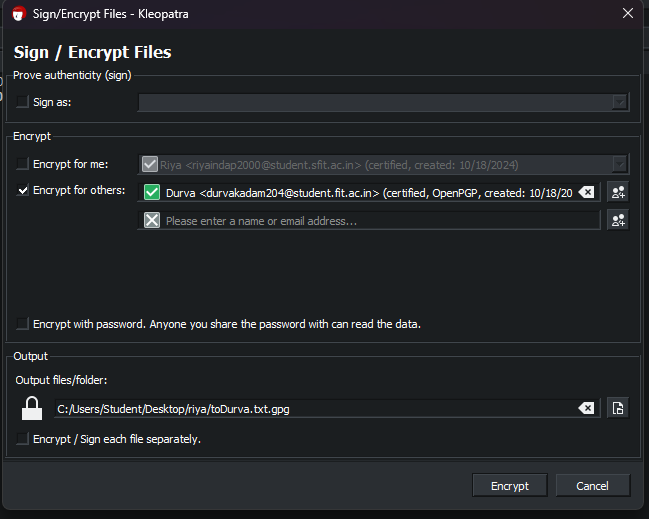 Sign/Encrypt Files - Kleopatra
Sign / Encrypt Files
Prove authenticity (sign)
Sign as:
Encrypt
Encrypt for me: Riya <riyaindap2000@student.sfit.ac.in> (certified, created: 10/18/2024)
Encrypt for others: Durva <durvakadam204@student.fit.ac.in> (certified, OpenPGP, created: 10/18/20
Please enter a name or email address...
Encrypt with password. Anyone you share the password with can read the data.
Output
Output files/folder:
C:/Users/Student/Desktop/riya/toDurva.txt.gpg
Encrypt / Sign each file separately.
Encrypt Cancel